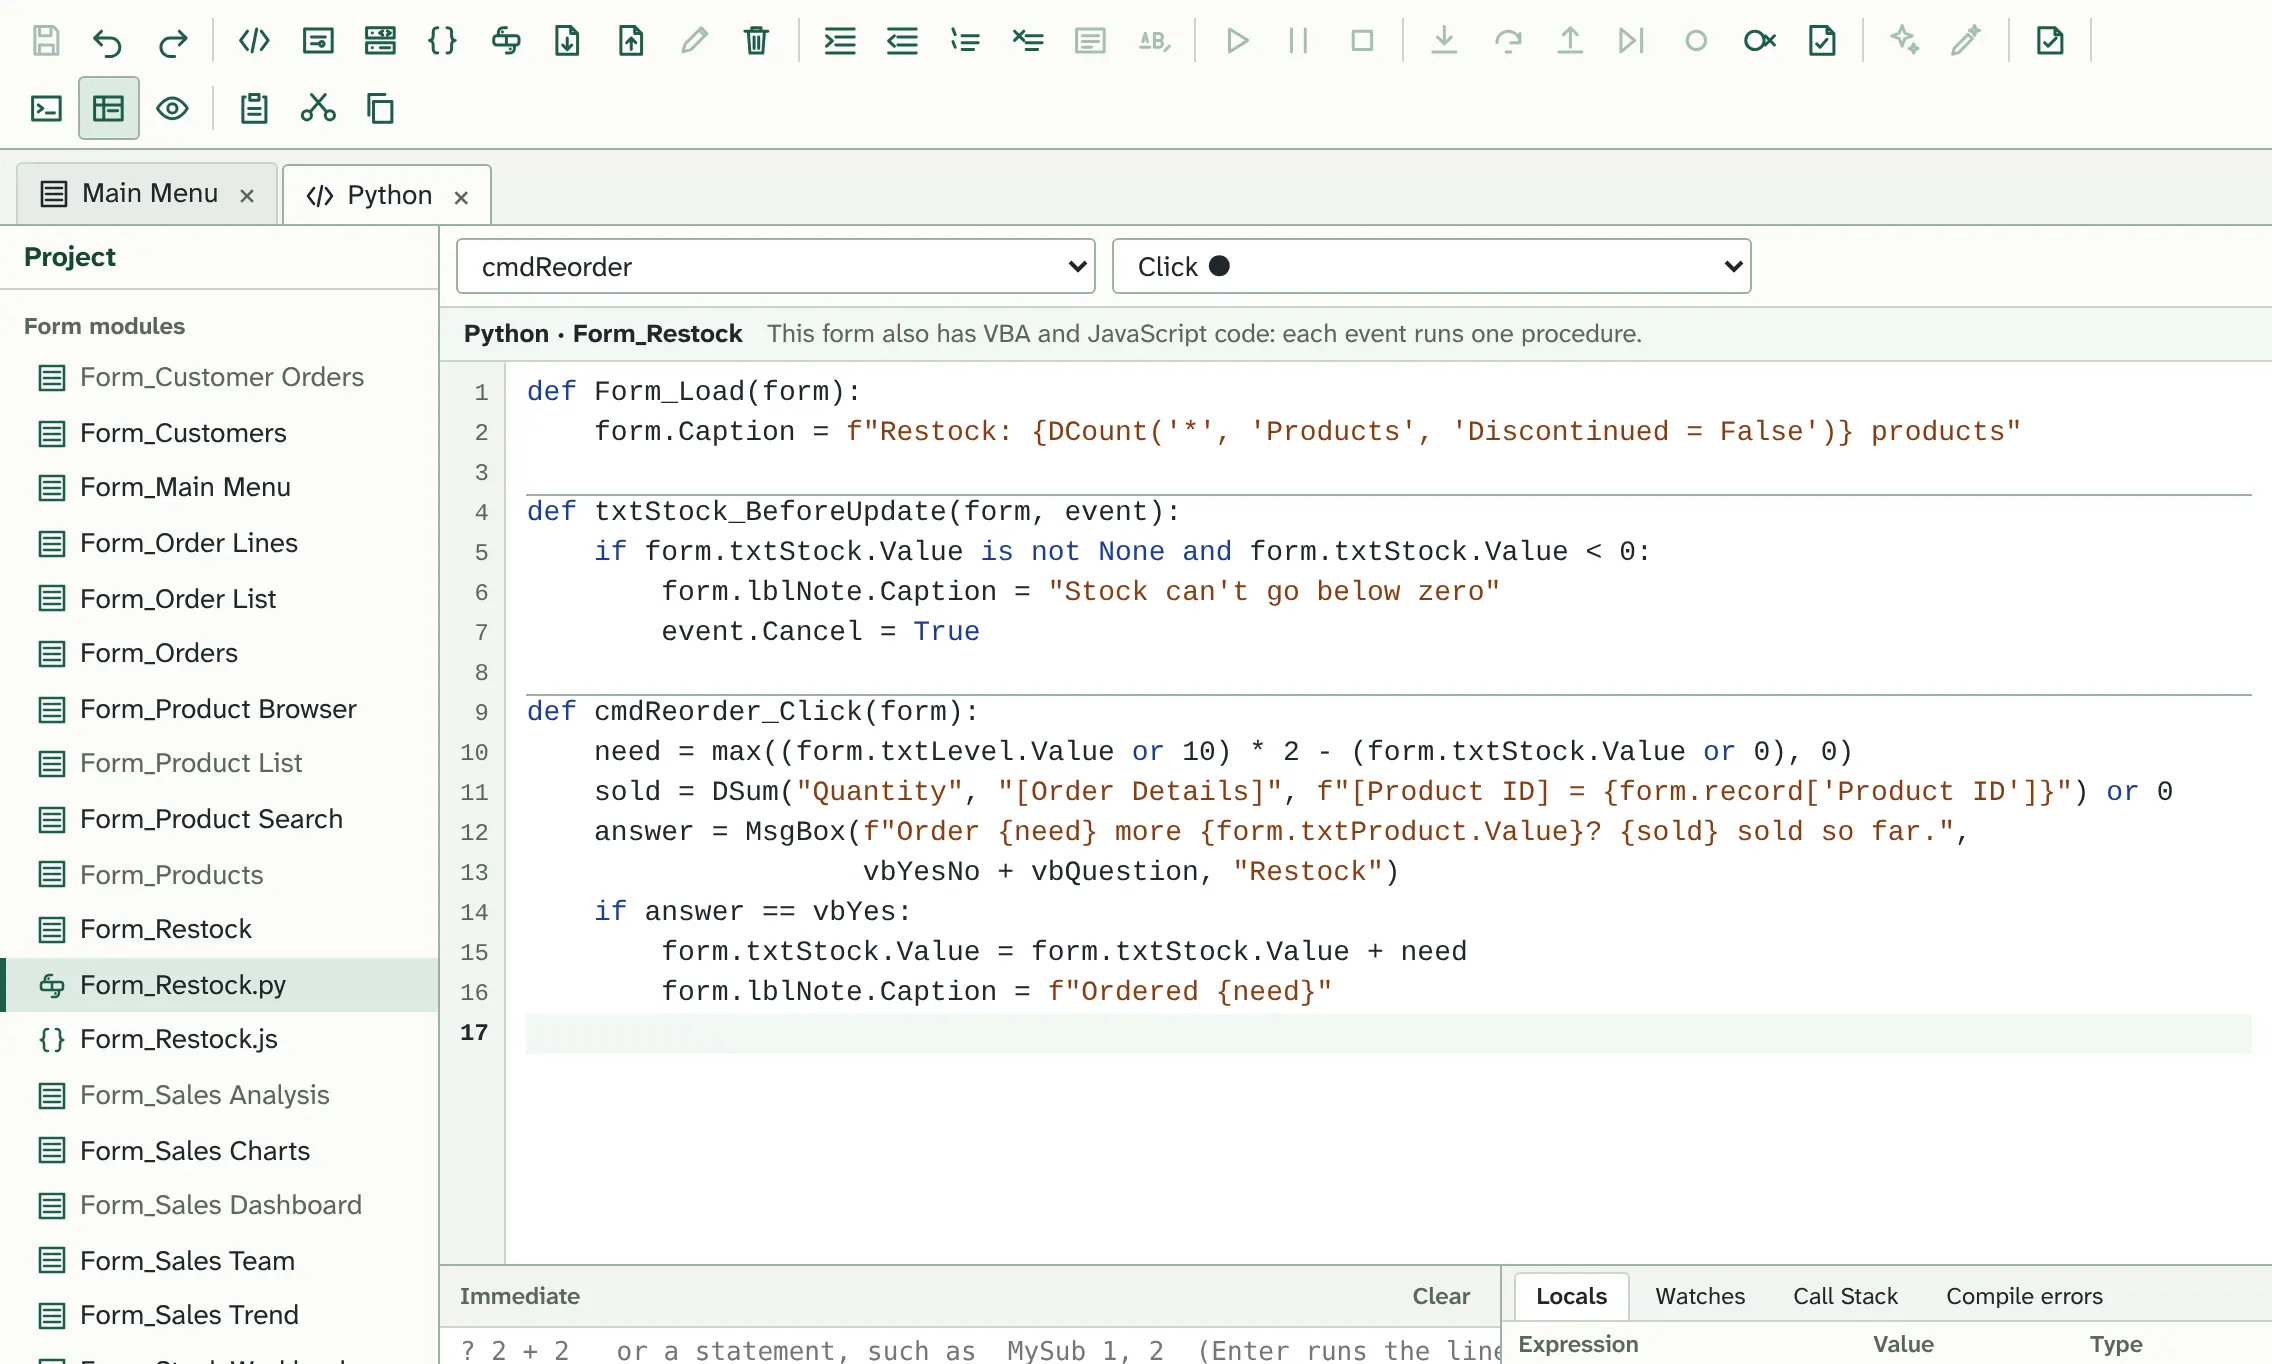 Main Menu ×
Python ×
Project
Form modules
Form_Customer Orders
Form_Customers
Form_Main Menu
Form_Order Lines
Form_Order List
Form_Orders
Form_Product Browser
Form_Product List
Form_Product Search
Form_Products
Form_Restock
Form_Restock.py
Form_Restock.js
Form_Sales Analysis
Form_Sales Charts
Form_Sales Dashboard
Form_Sales Team
Form_Sales Trend
cmdReorder
Click ●
Python · Form_Restock This form also has VBA and JavaScript code: each event runs one procedure.
1 def Form_Load(form):
2     form.Caption = f"Restock: {DCount('*', 'Products', 'Discontinued = False')} products"
3
4 def txtStock_BeforeUpdate(form, event):
5     if form.txtStock.Value is not None and form.txtStock.Value < 0:
6         form.lblNote.Caption = "Stock can't go below zero"
7         event.Cancel = True
8
9 def cmdReorder_Click(form):
10     need = max((form.txtLevel.Value or 10) * 2 - (form.txtStock.Value or 0), 0)
11     sold = DSum("Quantity", "[Order Details]", f"[Product ID] = {form.record['Product ID']}") or 0
12     answer = MsgBox(f"Order {need} more {form.txtProduct.Value}? {sold} sold so far.",
13                     vbYesNo + vbQuestion, "Restock")
14     if answer == vbYes:
15         form.txtStock.Value = form.txtStock.Value + need
16         form.lblNote.Caption = f"Ordered {need}"
17
Immediate Clear
? 2 + 2 or a statement, such as MySub 1, 2 (Enter runs the line
Locals Watches Call Stack Compile errors
Expression Value Type